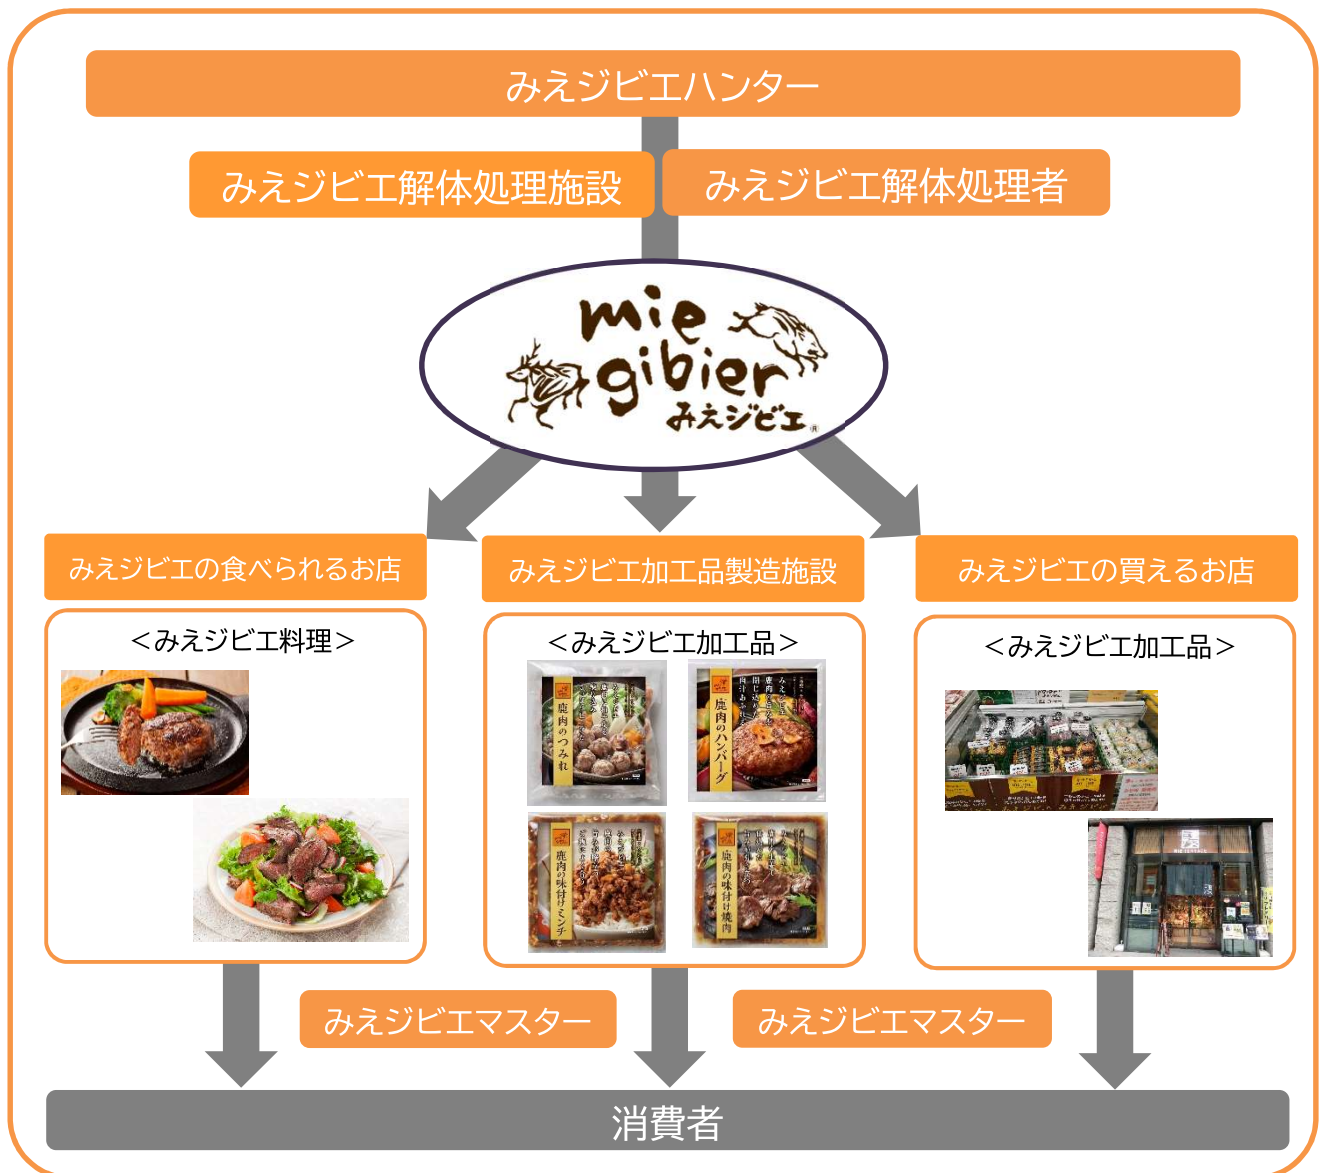 みえジビエハンター
みえジビエ解体処理施設
みえジビエ解体処理者
mie
gibier
みえジビエ®
みえジビエの食べられるお店
みえジビエ加工品製造施設
みえジビエの買えるお店
＜みえジビエ料理＞
＜みえジビエ加工品＞
＜みえジビエ加工品＞
鹿肉のつみれ
鹿肉のハンバーグ
鹿肉の味付けミンチ
鹿肉の味付け焼肉
みえジビエマスター
みえジビエマスター
消費者